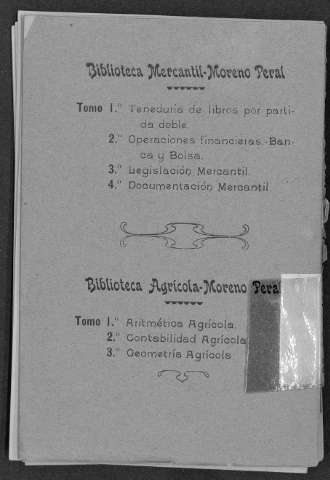 Biblioteca Mercantil-Moreno Peral
Tomo 1.º Teneduría de libros por parti-
da doble.
2.º Operaciones financieras.-Ban-
ca y Bolsa.
3.º Legislación Mercantil.
4.º Documentación Mercantil
Biblioteca Agrícola-Moreno Peral
Tomo 1.º Aritmética Agrícola.
2.º Contabilidad Agrícola
3.º Geometría Agrícola